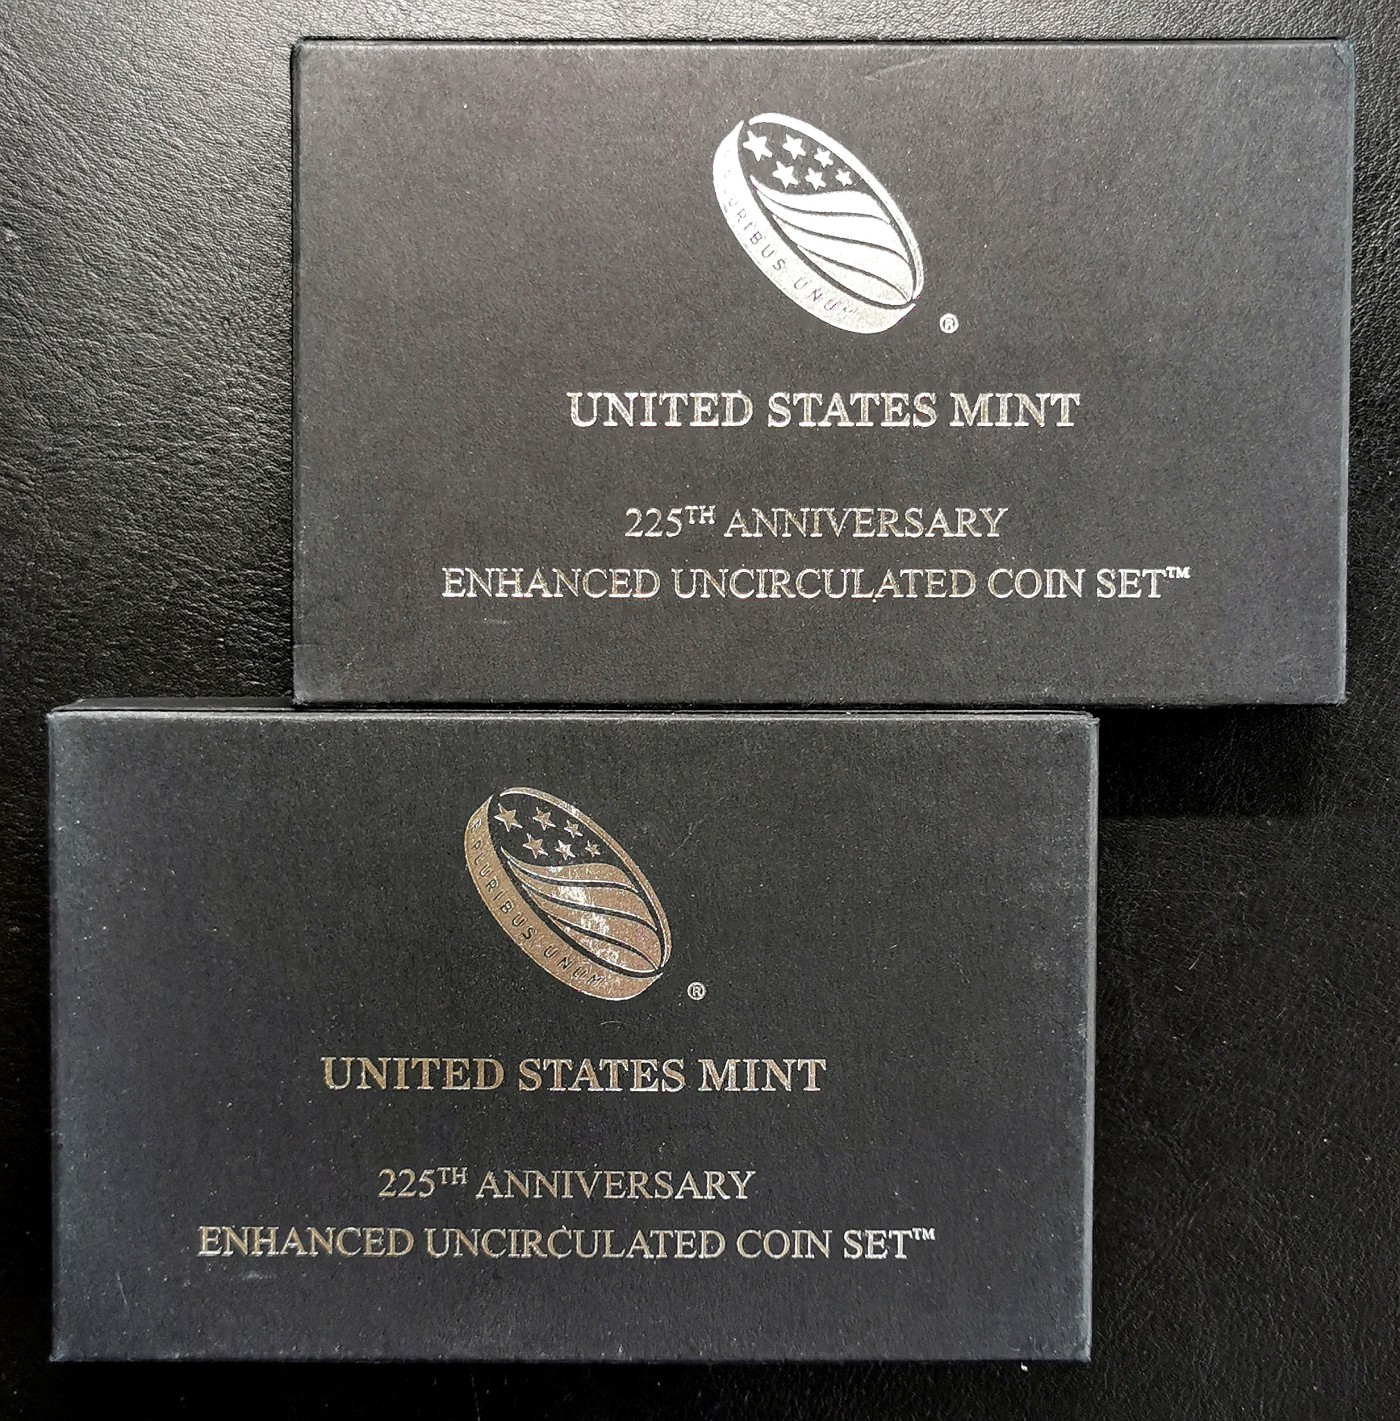 PLURIBUS UNUM
®
UNITED STATES MINT
225TH ANNIVERSARY
ENHANCED UNCIRCULATED COIN SET™
E PLURIBUS UNUM
®
UNITED STATES MINT
225TH ANNIVERSARY
ENHANCED UNCIRCULATED COIN SET™